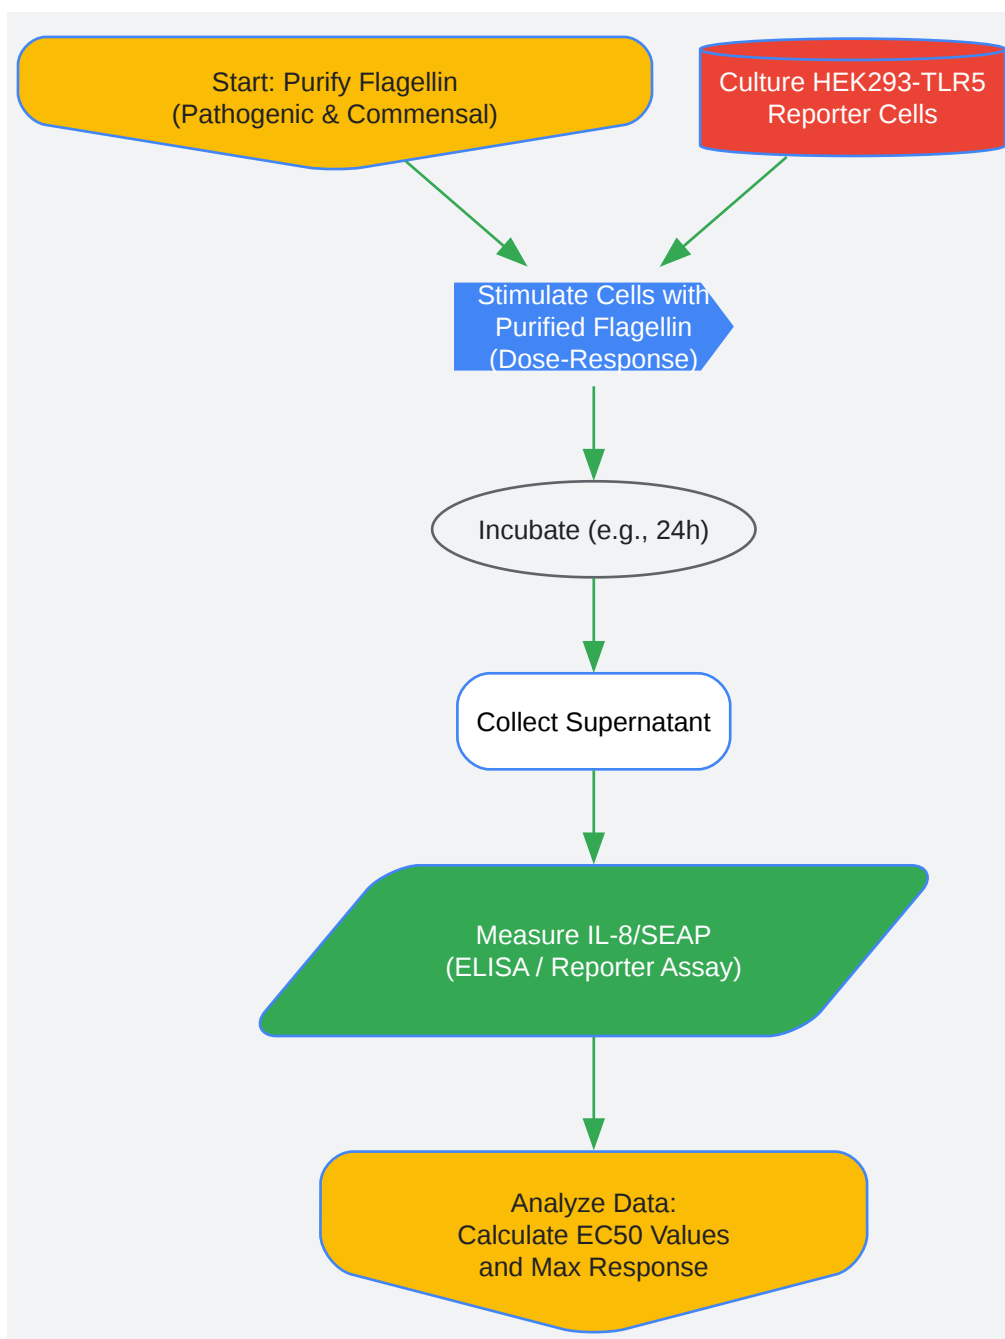 Start: Purify Flagellin
(Pathogenic & Commensal)
Culture HEK293-TLR5
Reporter Cells
Stimulate Cells with
Purified Flagellin
(Dose-Response)
Incubate (e.g., 24h)
Collect Supernatant
Measure IL-8/SEAP
(ELISA / Reporter Assay)
Analyze Data:
Calculate EC50 Values
and Max Response